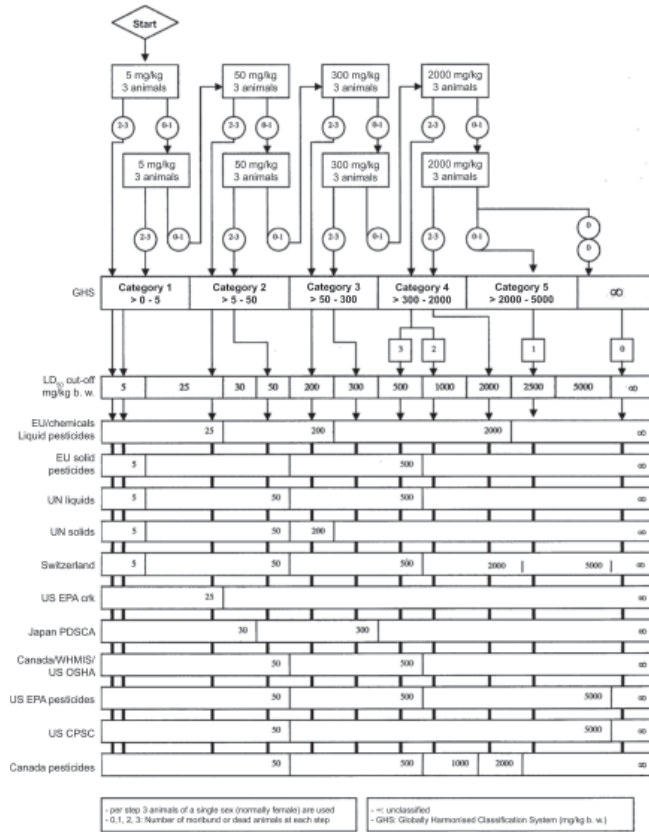 Start
5 mg/kg
3 animals
50 mg/kg
3 animals
300 mg/kg
3 animals
2000 mg/kg
3 animals
2-3 0-1 2-3 0-1 2-3 0-1 2-3 0-1
5 mg/kg
3 animals
50 mg/kg
3 animals
300 mg/kg
3 animals
2000 mg/kg
3 animals
2-3 0-1 2-3 0-1 2-3 0-1 2-3 0-1 0
0
GHS
Category 1
> 0 - 5
Category 2
> 5 - 50
Category 3
> 50 - 300
Category 4
> 300 - 2000
Category 5
> 2000 - 5000
∞
3 2 1 0
LD50 cut-off
mg/kg b. w.
5 25 30 50 200 300 500 1000 2000 2500 5000 ∞
EU/chemicals
Liquid pesticides
25 200 2000 ∞
EU solid
pesticides
5 500 ∞
UN liquids 5 50 500 ∞
UN solids 5 50 200 ∞
Switzerland 5 50 500 2000 5000 ∞
US EPA crk 25 ∞
Japan PDSCA 30 300 ∞
Canada/WHMIS/
US OSHA
50 500 ∞
US EPA pesticides 50 500 5000 ∞
US CPSC 50 5000 ∞
Canada pesticides 50 500 1000 2000 ∞
- per step 3 animals of a single sex (normally female) are used
- 0,1, 2, 3: Number of moribund or dead animals at each step
- ∞: unclassified
- GHS: Globally Harmonised Classification System (mg/kg b. w.)